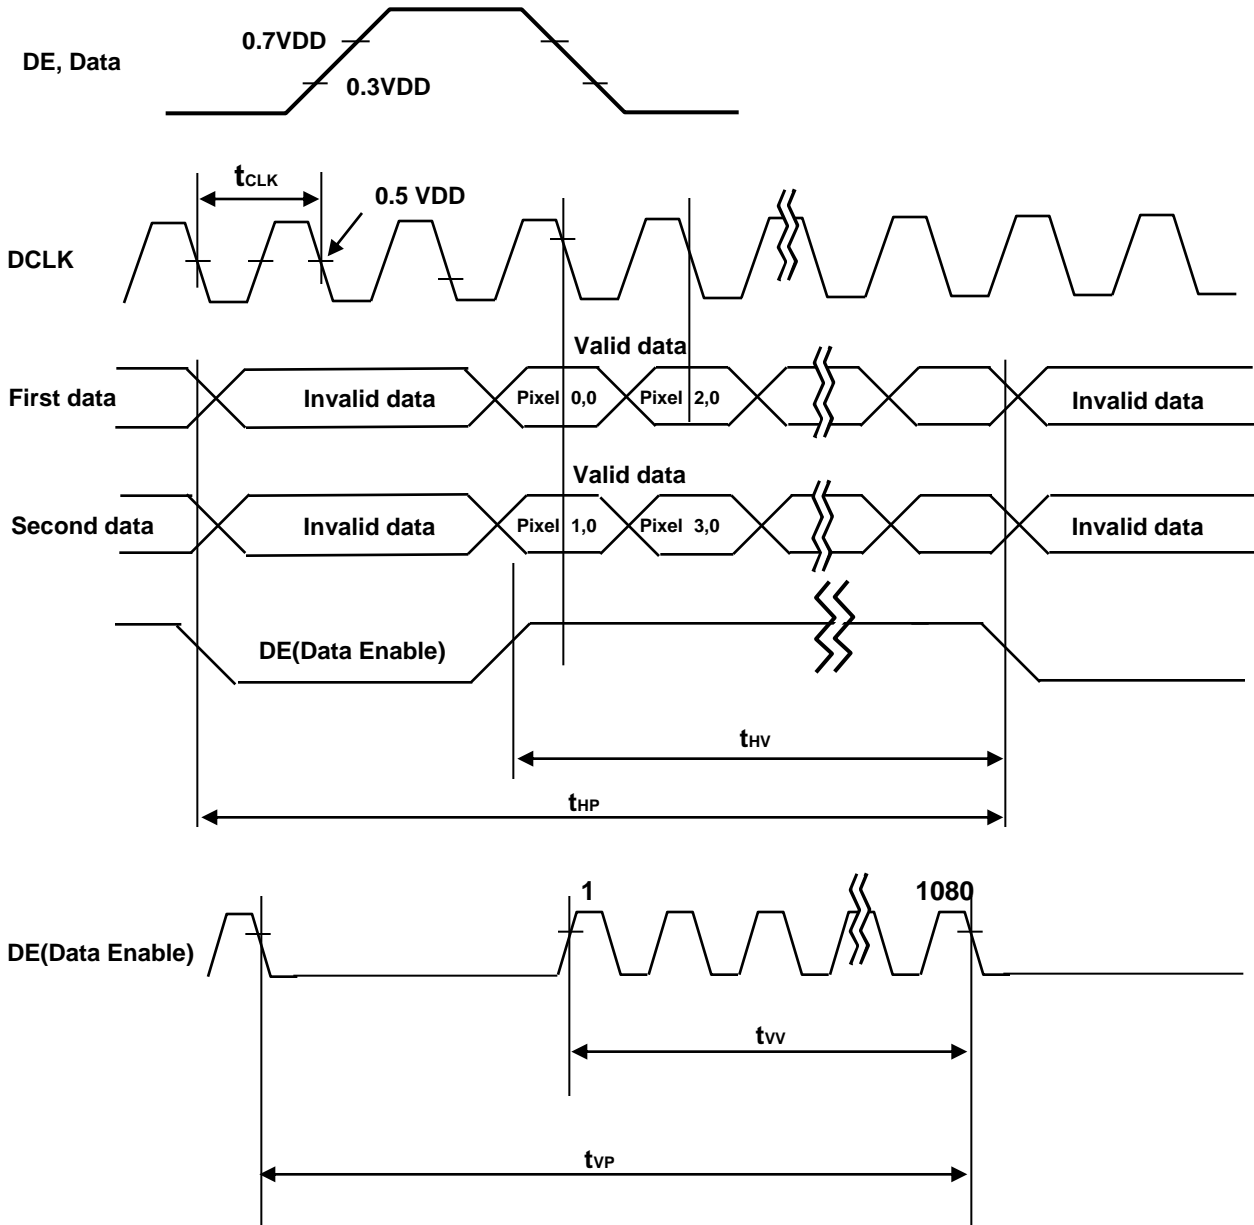 0.7VDD
DE, Data
0.3VDD
tCLK
0.5 VDD
DCLK
Valid data
First data
Invalid data
Pixel 0,0
Pixel 2,0
Invalid data
Valid data
Second data
Invalid data
Pixel 1,0
Pixel 3,0
Invalid data
DE(Data Enable)
tHV
tHP
1
1080
DE(Data Enable)
tVV
tVP